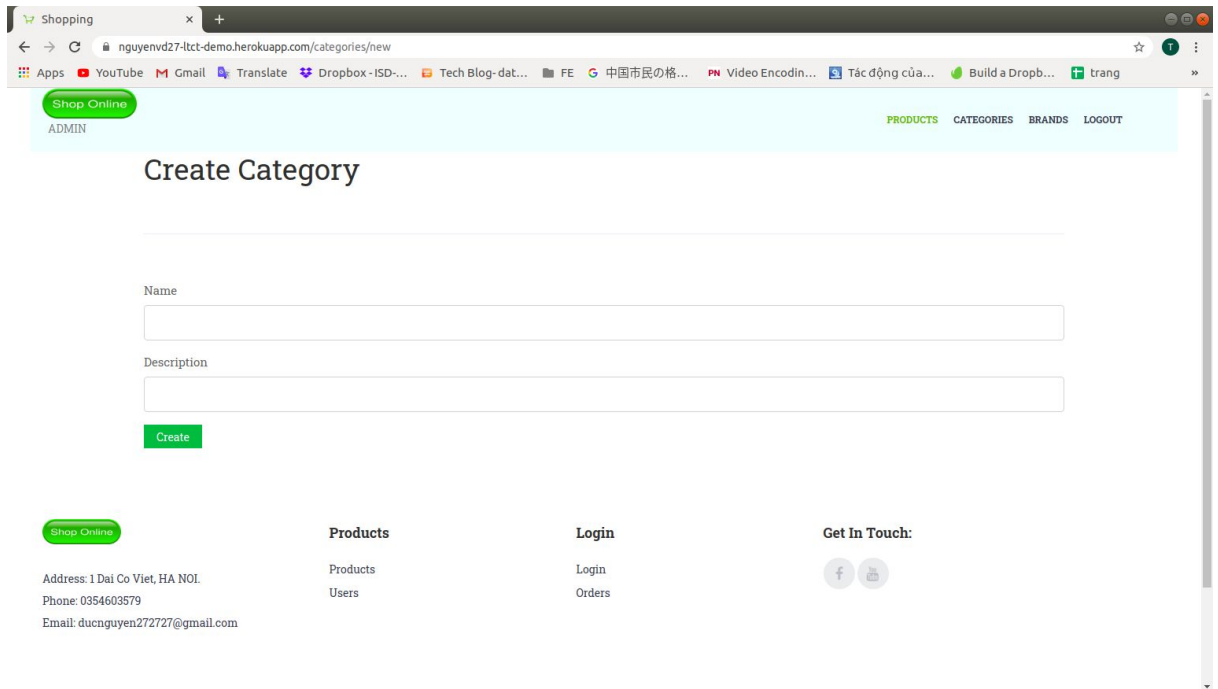 Shopping
nguyenvd27-ltct-demo.herokuapp.com/categories/new
T
Apps YouTube Gmail Translate Dropbox - ISD-... Tech Blog- dat... FE 中国市民の格... PN Video Encodin... Tác động của... Build a Dropb... trang »
Shop Online
ADMIN
PRODUCTS CATEGORIES BRANDS LOGOUT
Create Category
Name
Description
Create
Shop Online
Products Login Get In Touch:
Address: 1 Dai Co Viet, HA NOI.
Products Login
Phone: 0354603579
Users Orders
Email: ducnguyen272727@gmail.com